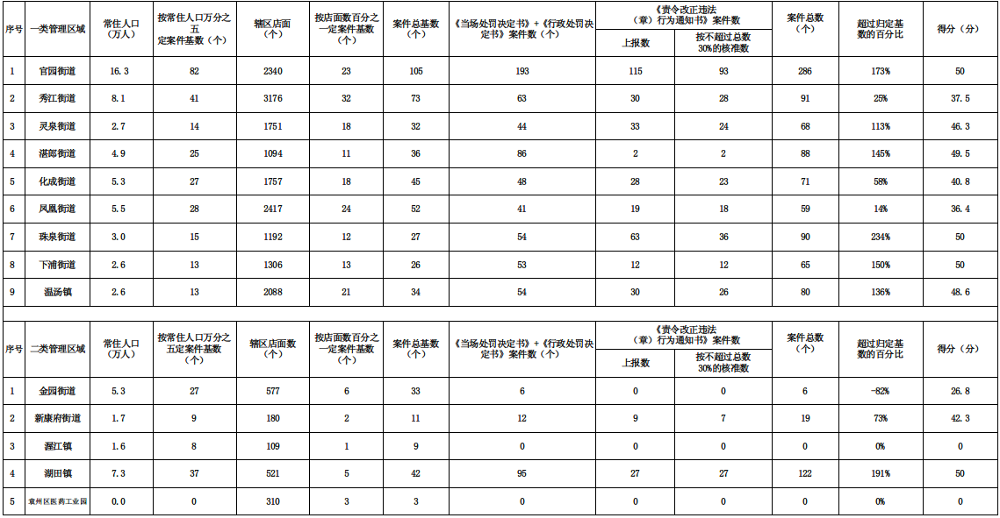 序号 一类管理区域 常住人口（万人） 按常住人口万分之五定案件基数（个） 辖区店面（个） 按店面数百分之一定案件基数（个） 案件总基数（个） 《当场处罚决定书》+《行政处罚决定书》案件数（个） 《责令改正违法（章）行为通知书》案件数 案件总数（个） 超过归定基数的百分比 得分（分）
上报数 按不超过总数30%的核准数
1 官园街道 16.3 82 2340 23 105 193 115 93 286 173% 50
2 秀江街道 8.1 41 3176 32 73 63 30 28 91 25% 37.5
3 灵泉街道 2.7 14 1751 18 32 44 33 24 68 113% 46.3
4 湛郎街道 4.9 25 1094 11 36 86 2 2 88 145% 49.5
5 化成街道 5.3 27 1757 18 45 48 28 23 71 58% 40.8
6 凤凰街道 5.5 28 2417 24 52 41 19 18 59 14% 36.4
7 珠泉街道 3.0 15 1192 12 27 54 63 36 90 234% 50
8 下浦街道 2.6 13 1306 13 26 53 12 12 65 150% 50
9 温汤镇 2.6 13 2088 21 34 54 30 26 80 136% 48.6
序号 二类管理区域 常住人口（万人） 按常住人口万分之五定案件基数（个） 辖区店面数（个） 按店面数百分之一定案件基数（个） 案件总基数（个） 《当场处罚决定书》+《行政处罚决定书》案件数（个） 《责令改正违法（章）行为通知书》案件数 案件总数（个） 超过归定基数的百分比 得分（分）
上报数 按不超过总数30%的核准数
1 金园街道 5.3 27 577 6 33 6 0 0 6 -82% 26.8
2 新康府街道 1.7 9 180 2 11 12 9 7 19 73% 42.3
3 渥江镇 1.6 8 109 1 9 0 0 0 0 0% 0
4 湖田镇 7.3 37 521 5 42 95 27 27 122 191% 50
5 袁州区医药工业园 0.0 0 310 3 3 0 0 0 0 0% 0